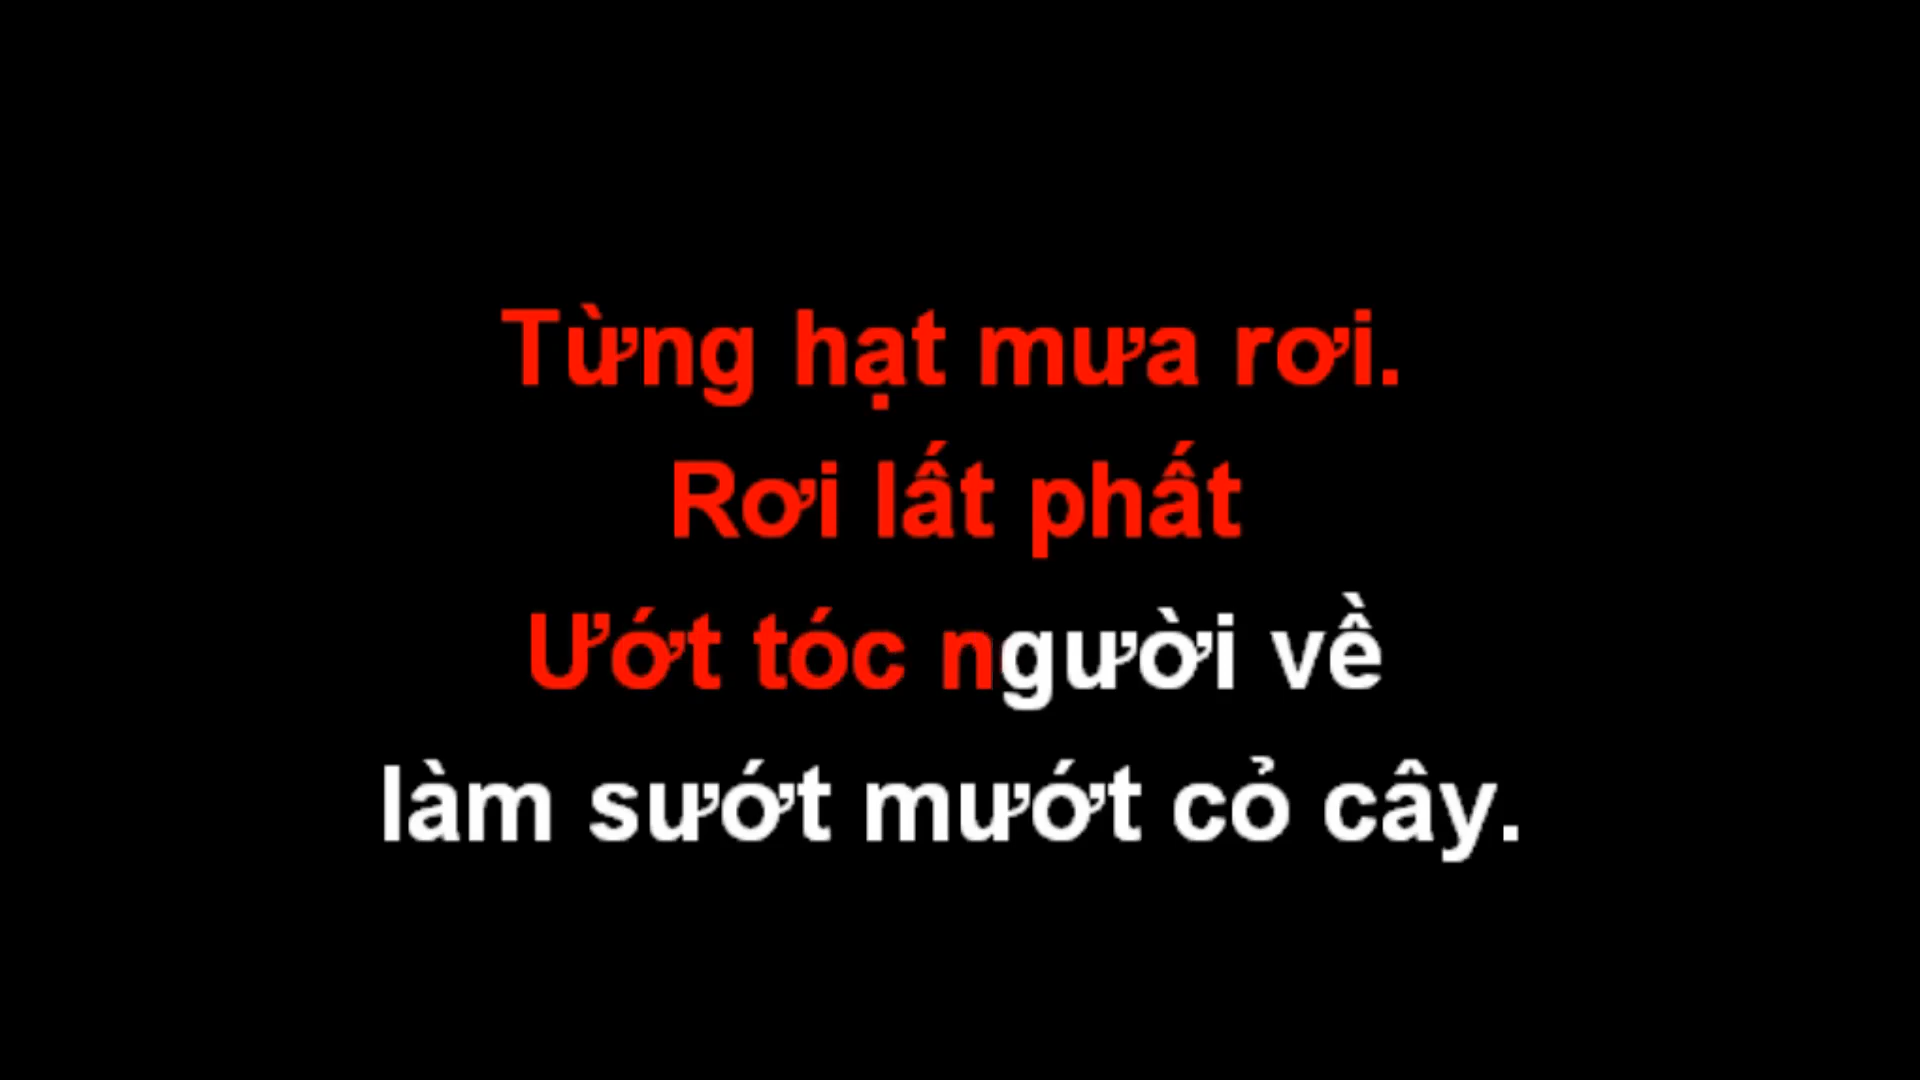 Từng hạt mưa rơi.
Rơi lất phất
Ướt tóc người về
làm sướt mướt cỏ cây.